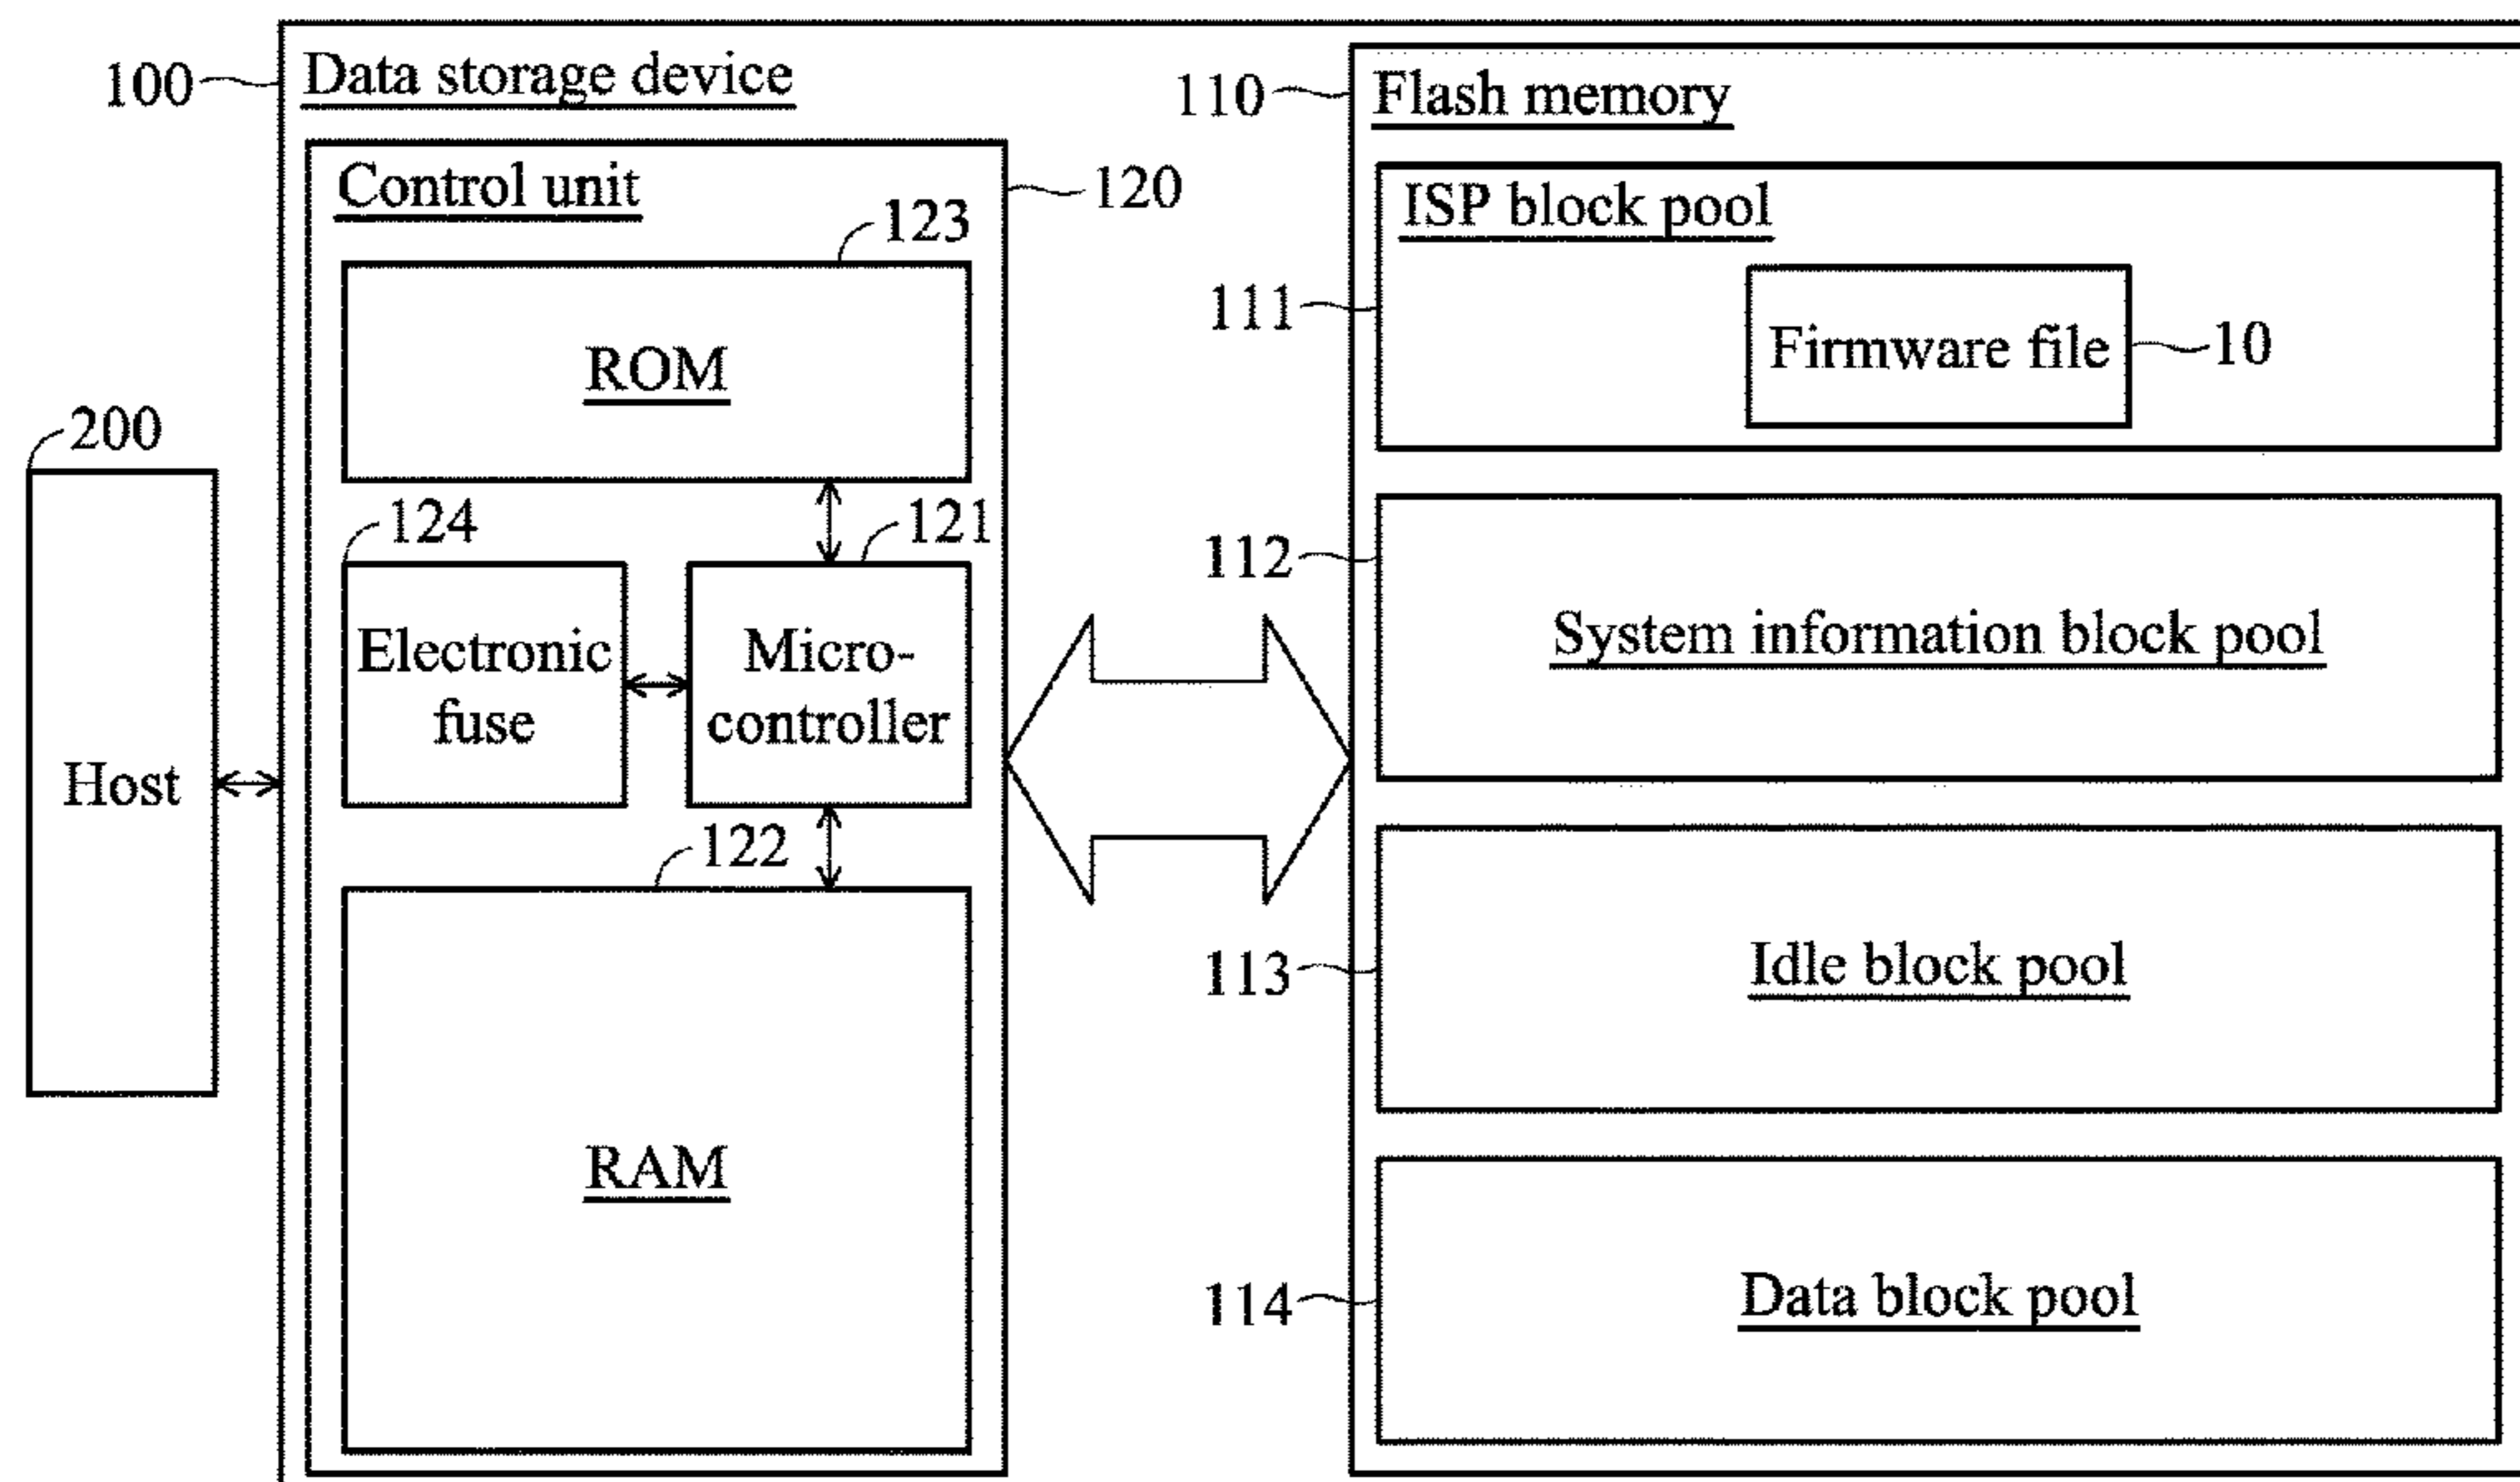 100
Data storage device
Control unit
120
123
ROM
200
Host
124
121
Electronic
fuse
Micro-
controller
122
RAM
110
Flash memory
ISP block pool
111
Firmware file
10
112
System information block pool
113
Idle block pool
114
Data block pool